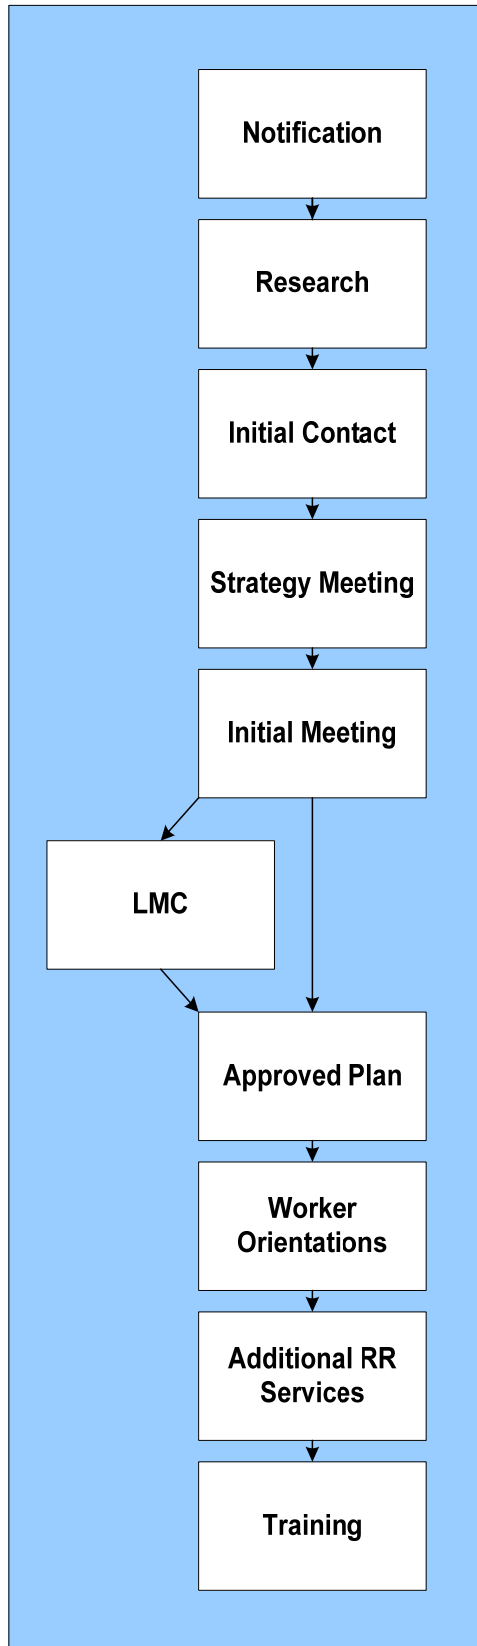 Notification
Research
Initial Contact
Strategy Meeting
Initial Meeting
LMC
Approved Plan
Worker
Orientations
Additional RR
Services
Training